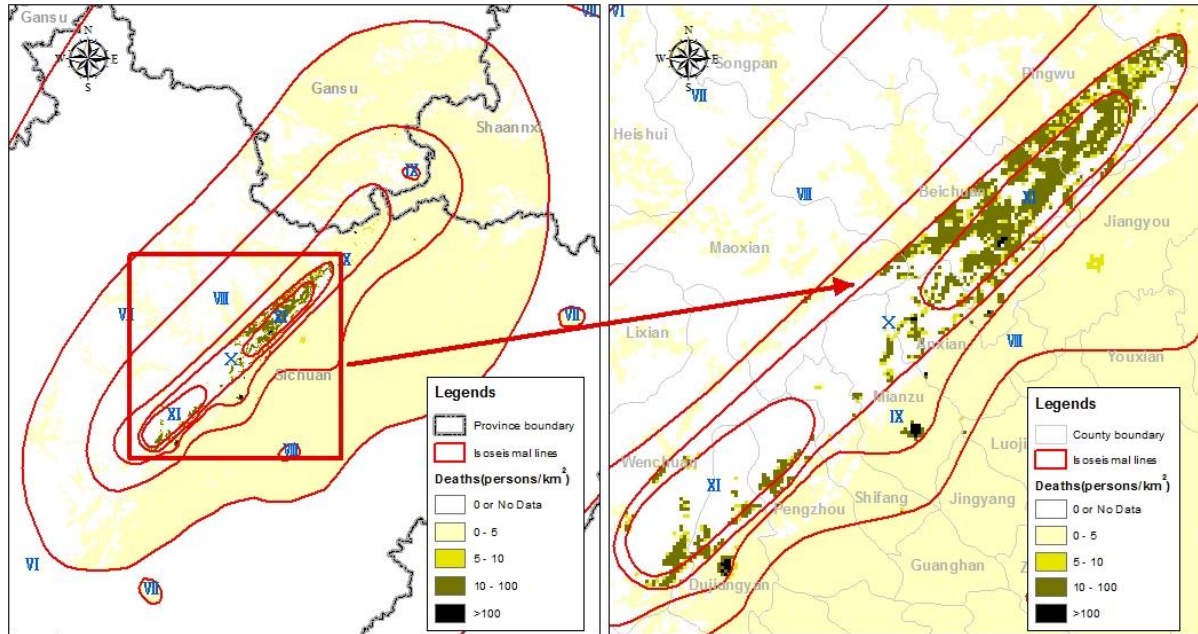 Gansu
N
W
E
S
VII
Gansu
Shaannxi
IX
X
VIII
VII
XI
VII
X
Sichuan
XI
VIII
VI
VII
Legends
Province boundary
Isoseismal lines
Deaths(persons/km²)
0 or No Data
0 - 5
5 - 10
10 - 100
>100
VI
N
W
E
S
Songpan
Pingwu
VII
Heishui
VIII
Beichuan
XI
Jiangyou
Maoxian
X
Lixian
Anxian
VIII
Youxian
Mianzu
IX
Luoji
Wenchuan
XI
Shifang
Jingyang
Pengzhou
Guanghan
Dujiangyan
Legends
County boundary
Isoseismal lines
Deaths(persons/km²)
0 or No Data
0 - 5
5 - 10
10 - 100
>100